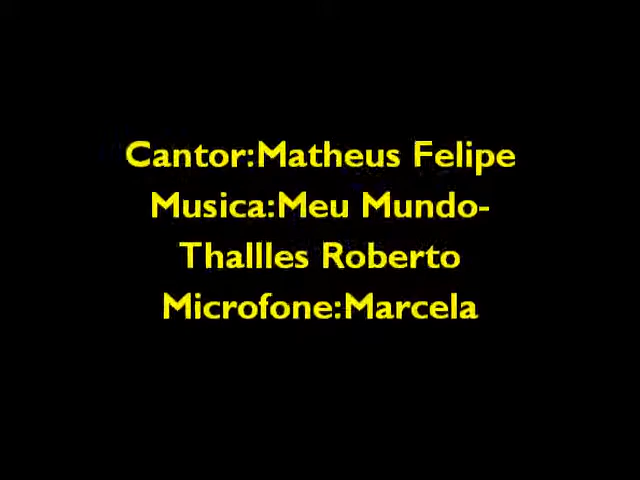 Cantor:Matheus Felipe
Musica:Meu Mundo-
Thallles Roberto
Microfone:Marcela